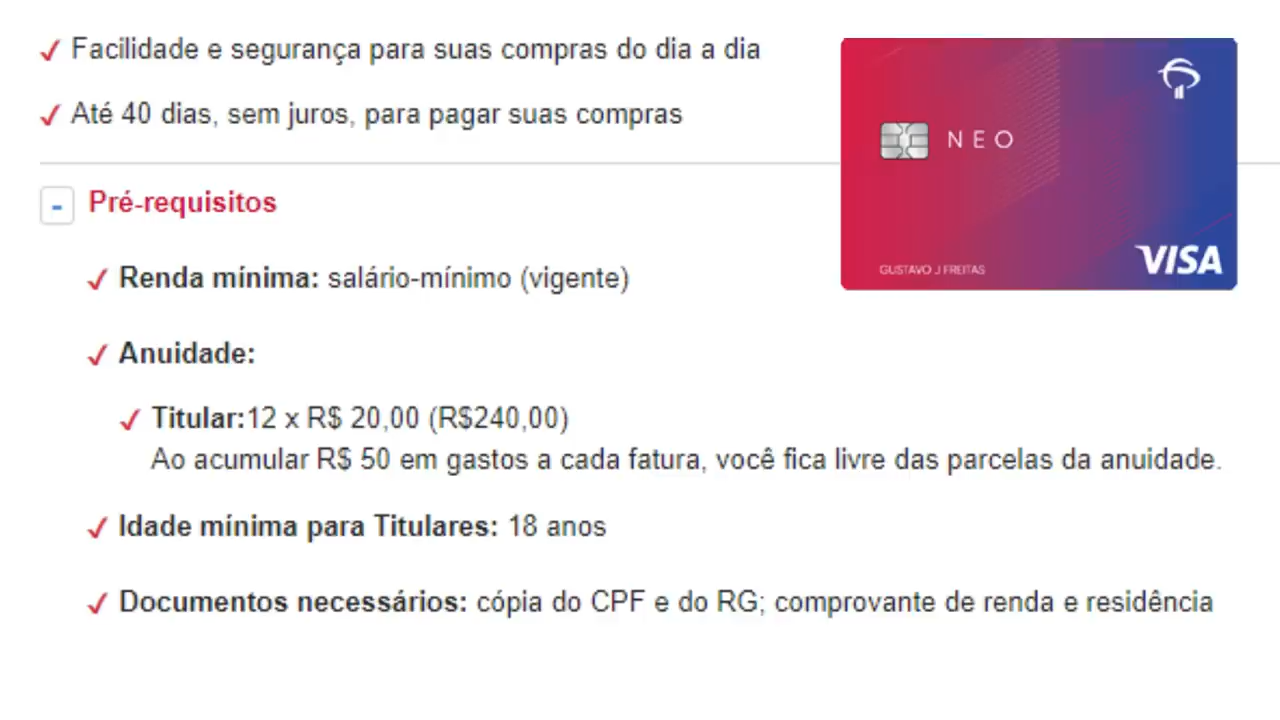 Facilidade e segurança para suas compras do dia a dia
Até 40 dias, sem juros, para pagar suas compras
NEO
GUSTAVO J FREITAS
VISA
- Pré-requisitos
Renda mínima: salário-mínimo (vigente)
Anuidade:
Titular:12 x R$ 20,00 (R$240,00)
Ao acumular R$ 50 em gastos a cada fatura, você fica livre das parcelas da anuidade.
Idade mínima para Titulares: 18 anos
Documentos necessários: cópia do CPF e do RG; comprovante de renda e residência